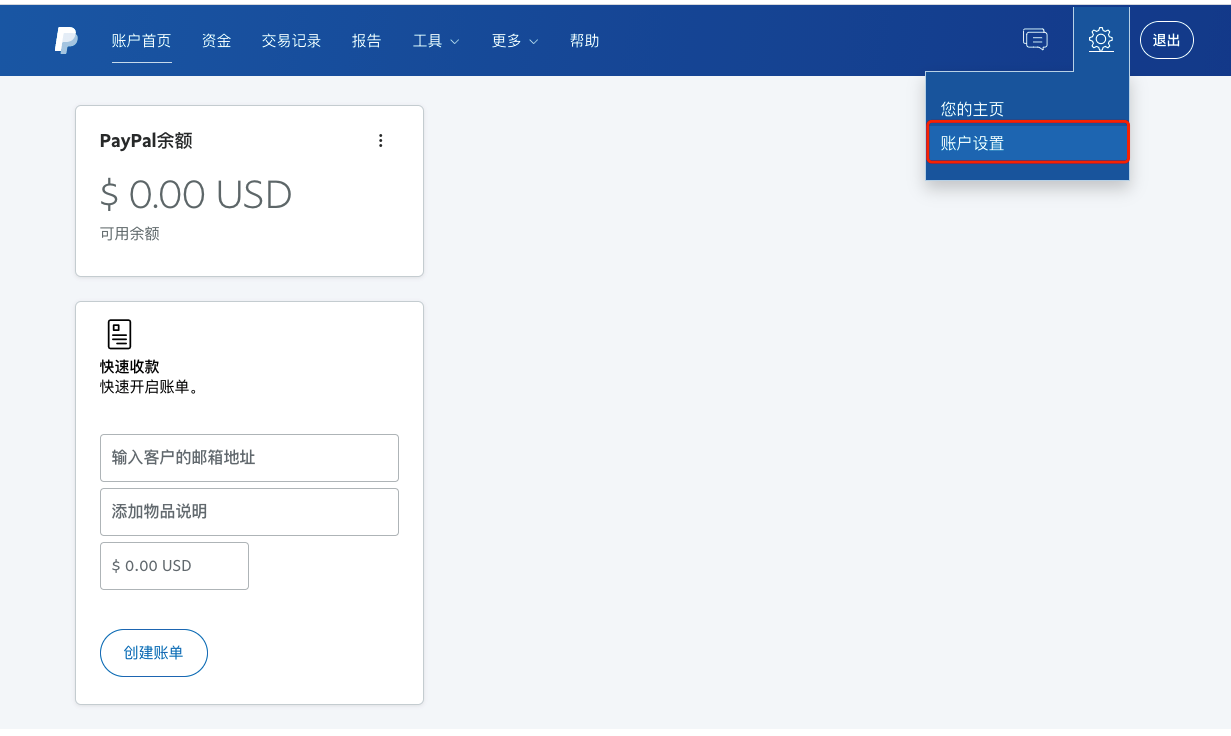 账户首页 资金 交易记录 报告 工具 更多 帮助 退出
您的主页
账户设置
PayPal余额
$ 0.00 USD
可用余额
快速收款
快速开启账单。
输入客户的邮箱地址
添加物品说明
$ 0.00 USD
创建账单